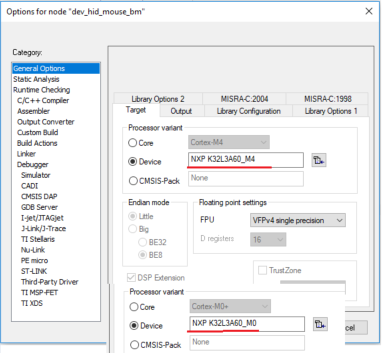 Options for node "dev_hid_mouse_bm"
Category:
General Options
Static Analysis
Runtime Checking
C/C++ Compiler
Assembler
Output Converter
Custom Build
Build Actions
Linker
Debugger
Simulator
CADI
CMSIS DAP
GDB Server
I-jet/JTAGjet
J-Link/J-Trace
TI Stellaris
Nu-Link
PE micro
ST-LINK
Third-Party Driver
TI MSP-FET
TI XDS
Library Options 2 MISRA-C:2004 MISRA-C:1998
Target Output Library Configuration Library Options 1
Processor variant
Core Cortex-M4
Device NXP K32L3A60_M4
CMSIS-Pack None
Endian mode
Little
Big
BE32
BE8
Floating point settings
FPU VFPv4 single precision
D registers 16
DSP Extension
TrustZone
Processor variant
Core Cortex-M0+
Device NXP K32L3A60_M0
CMSIS-Pack None